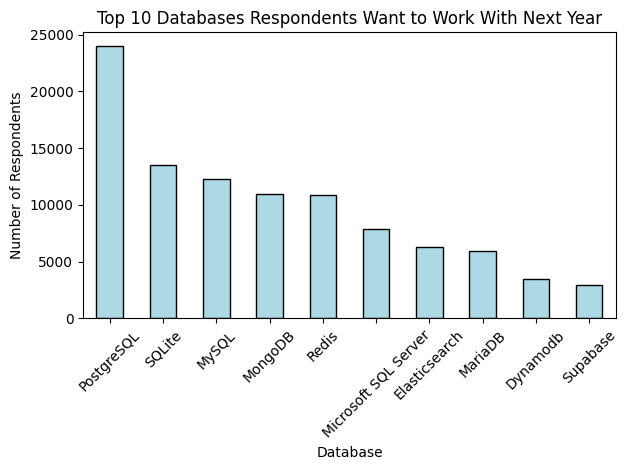 Top 10 Databases Respondents Want to Work With Next Year
Number of Respondents
25000
20000
15000
10000
5000
0
PostgreSQL
SQLite
MySQL
MongoDB
Redis
Microsoft SQL Server
Elasticsearch
MariaDB
Dynamodb
Supabase
Database